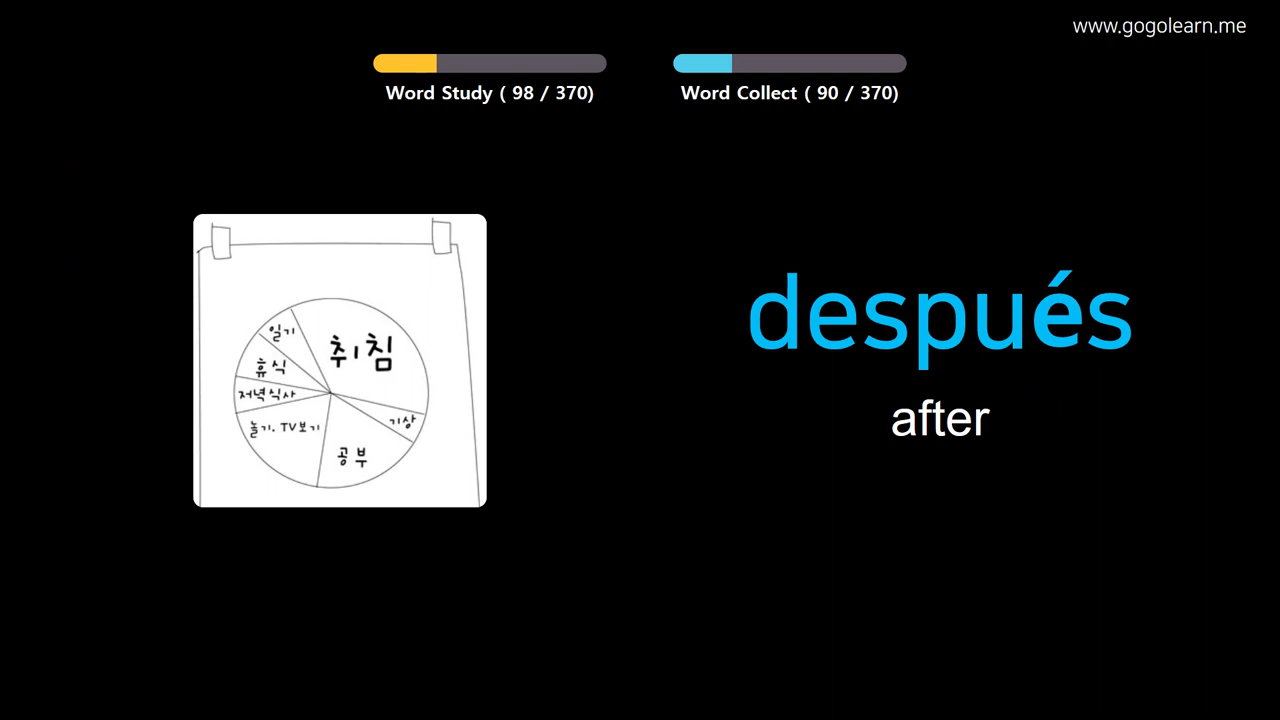 www.gogolearn.me
Word Study ( 98 / 370)
Word Collect ( 90 / 370)
일기
취침
휴식
저녁식사
기상
놀기, TV보기
공부
después
after